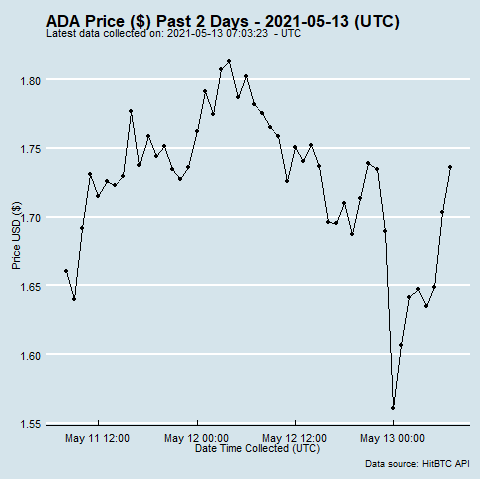 ADA Price ($) Past 2 Days - 2021-05-13 (UTC)
Latest data collected on: 2021-05-13 07:03:23  - UTC
1.80
1.75
1.70
1.65
1.60
1.55
Price USD ($)
May 11 12:00 May 12 00:00 May 12 12:00 May 13 00:00
Date Time Collected (UTC)
Data source: HitBTC API